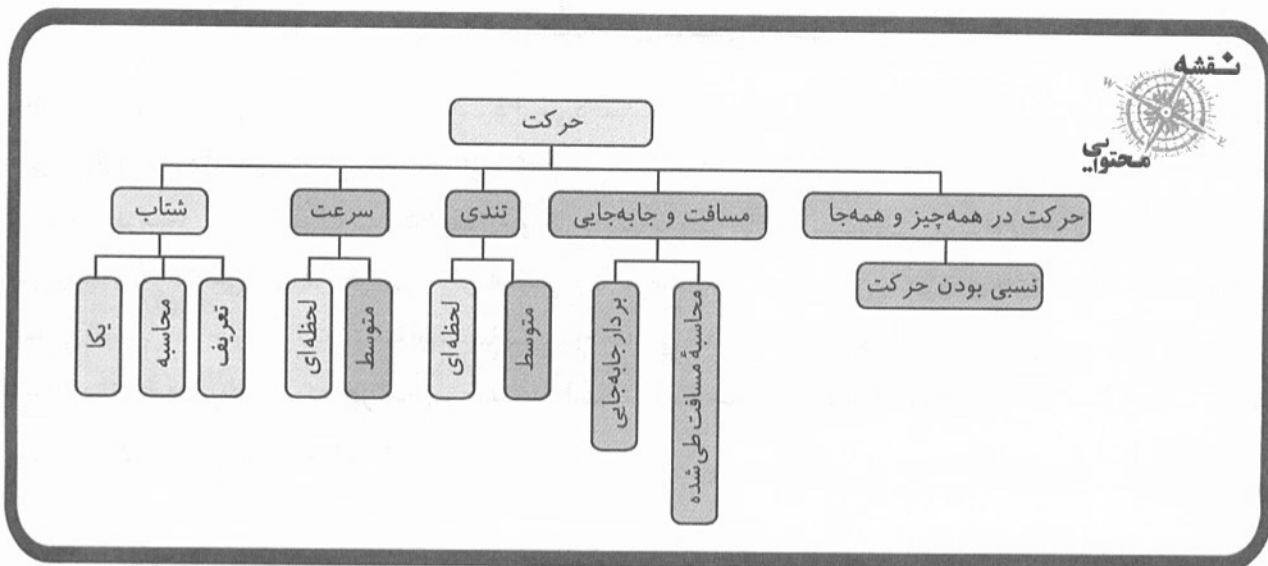 نقشه
محتوایی
حرکت
حرکت در همه‌چیز و همه‌جا
مسافت و جابه‌جایی
تندی
سرعت
شتاب
نسبی بودن حرکت
محاسبهٔ مسافت طی‌شده
بردار جابه‌جایی
متوسط
لحظه‌ای
متوسط
لحظه‌ای
تعریف
محاسبه
یکا